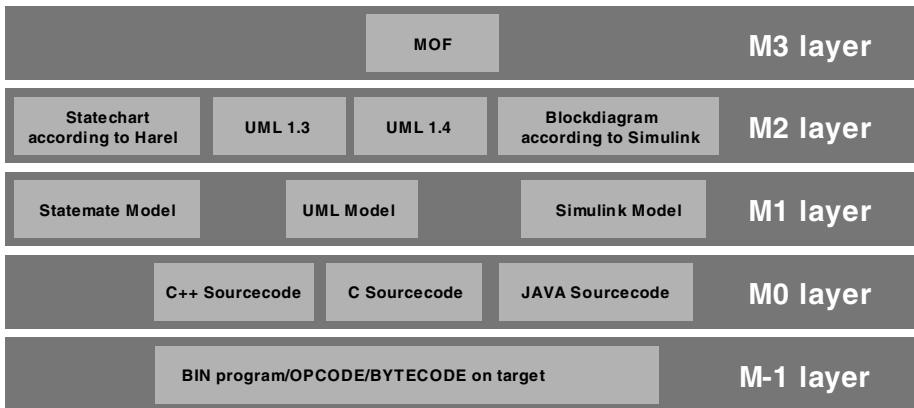 MOF
M3 layer
Statechart
according to Harel
UML 1.3
UML 1.4
Blockdiagram
according to Simulink
M2 layer
Statemate Model
UML Model
Simulink Model
M1 layer
C++ Sourcecode
C Sourcecode
JAVA Sourcecode
M0 layer
BIN program/OPCODE/BYTECODE on target
M-1 layer